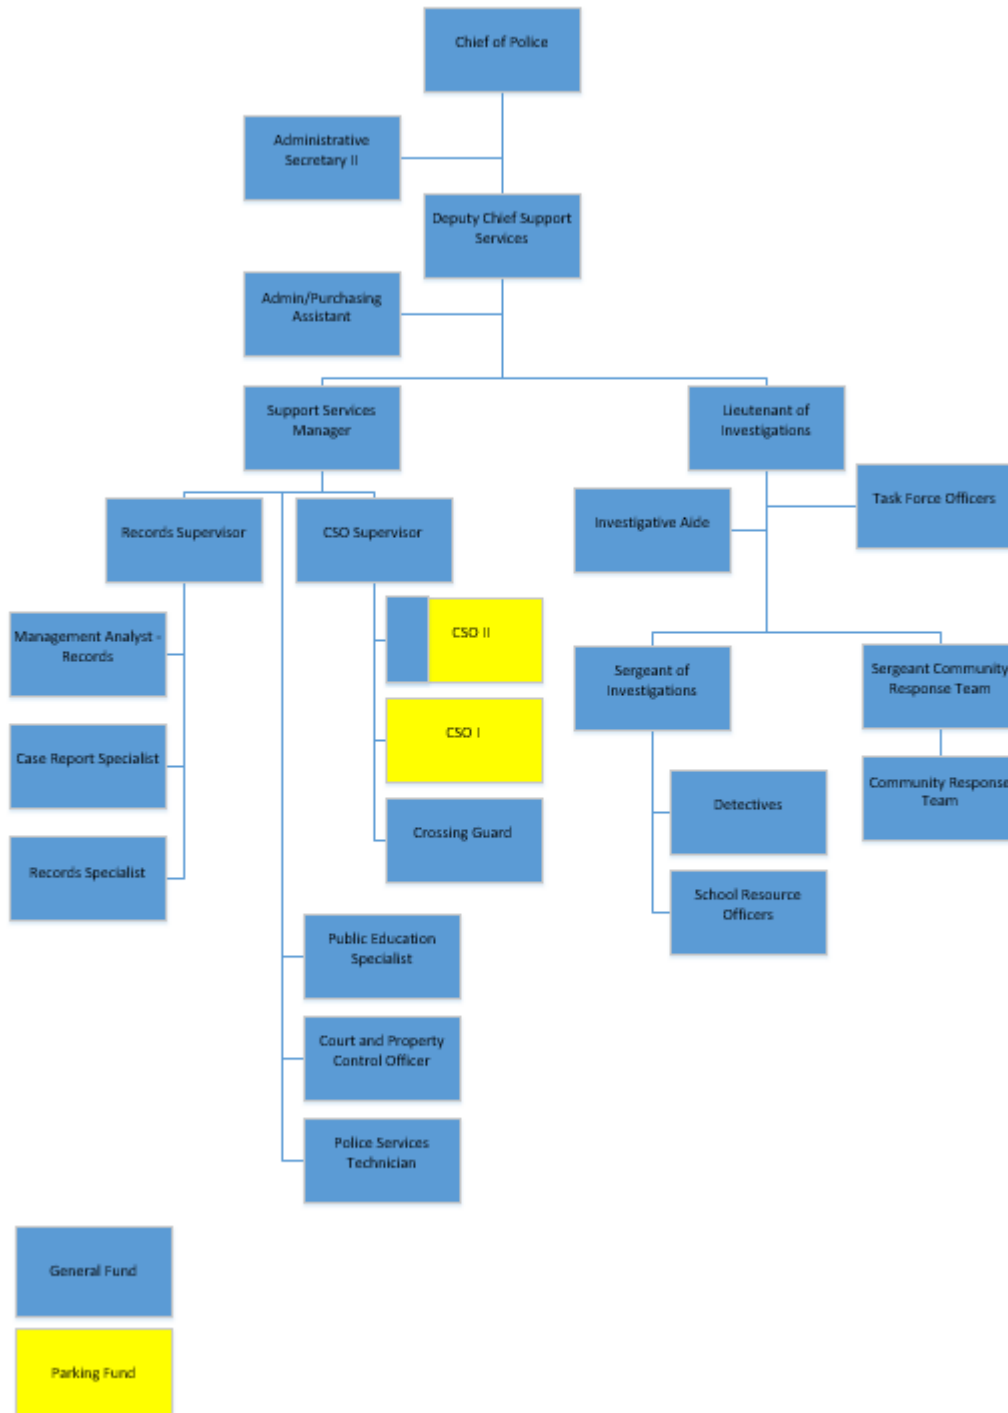 Chief of Police
Administrative
Secretary II
Deputy Chief Support
Services
Admin/Purchasing
Assistant
Support Services
Manager
Lieutenant of
Investigations
Task Force Officers
Investigative Aide
Records Supervisor
CSO Supervisor
Management Analyst -
Records
CSO II
Sergeant of
Investigations
Sergeant Community
Response Team
Case Report Specialist
CSO I
Detectives
Community Response
Team
Records Specialist
Crossing Guard
School Resource
Officers
Public Education
Specialist
Court and Property
Control Officer
Police Services
Technician
General Fund
Parking Fund